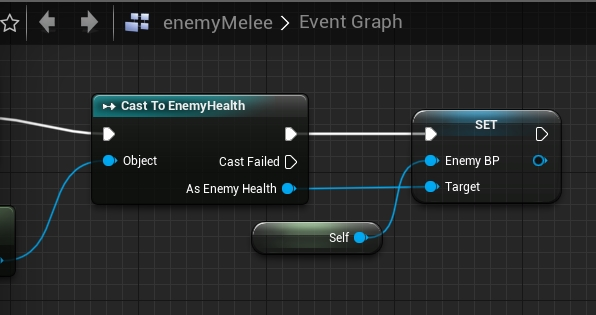 enemyMelee > Event Graph
Cast To EnemyHealth
SET
Object
Cast Failed
Enemy BP
As Enemy Health
Target
Self